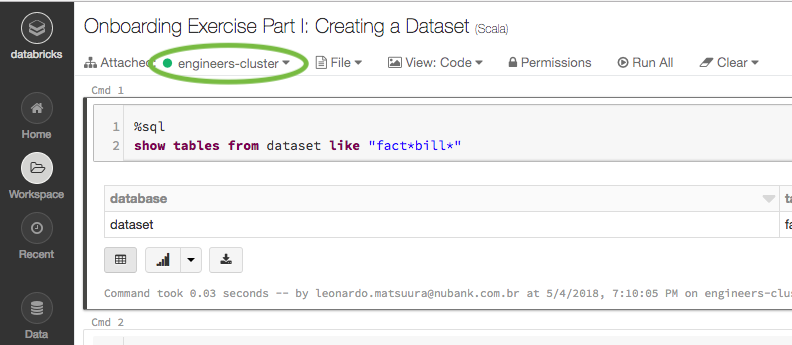 Onboarding Exercise Part I: Creating a Dataset (Scala)
databricks
Attached: engineers-cluster File View: Code Permissions Run All Clear
Cmd 1
1 %sql
2 show tables from dataset like "fact*bill*"
Home
Workspace
database
dataset
Recent
Command took 0.03 seconds -- by leonardo.matsuura@nubank.com.br at 5/4/2018, 7:10:05 PM on engineers-clu
Cmd 2
Data